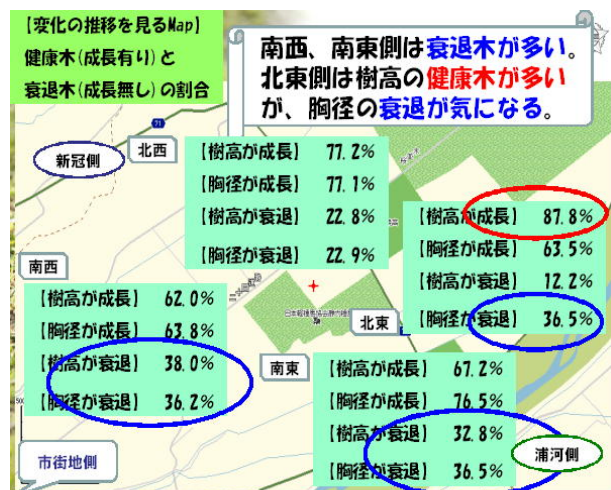 【変化の推移を見るMap】
健康木(成長有り)と
衰退木(成長無し)の割合
南西、南東側は衰退木が多い。
北東側は樹高の健康木が多い
が、胸径の衰退が気になる。
新冠側
71
北西
【樹高が成長】 77.2%
【胸径が成長】 77.1%
【樹高が衰退】 22.8%
【胸径が衰退】 22.9%
【樹高が成長】 87.8%
【胸径が成長】 63.5%
【樹高が衰退】 12.2%
【胸径が衰退】 36.5%
北東
南西
【樹高が成長】 62.0%
【胸径が成長】 63.8%
【樹高が衰退】 38.0%
【胸径が衰退】 36.2%
南東
【樹高が成長】 67.2%
【胸径が成長】 76.5%
【樹高が衰退】 32.8%
【胸径が衰退】 36.5%
市街地側
浦河側